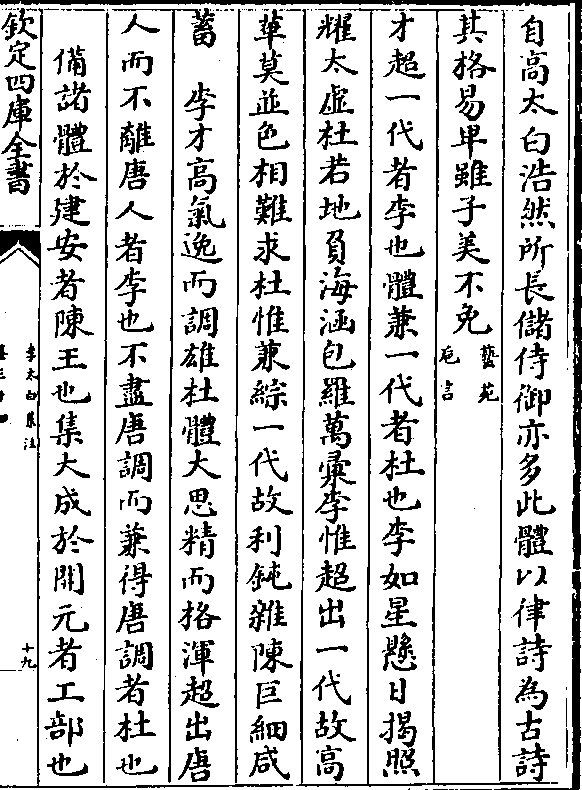 自高太白浩然所長儲侍御亦多此體以律詩為古詩
其格易卑雖子美不免藝苑
巵言
才超一代者李也體兼一代者杜也李如星懸日揭照
耀太虛杜若地負海涵包羅萬彙李惟超出一代故高
華莫並色相難求杜惟兼綜一代故利鈍雜陳巨細咸
蓄　李才高氣逸而調雄杜體大思精而格渾超出唐
人而不離唐人者李也不盡唐調而兼得唐調者杜也
備諸體於建安者陳王也集大成於開元者工部也
欽定四庫全書
李太白集注
卷三十四
十九